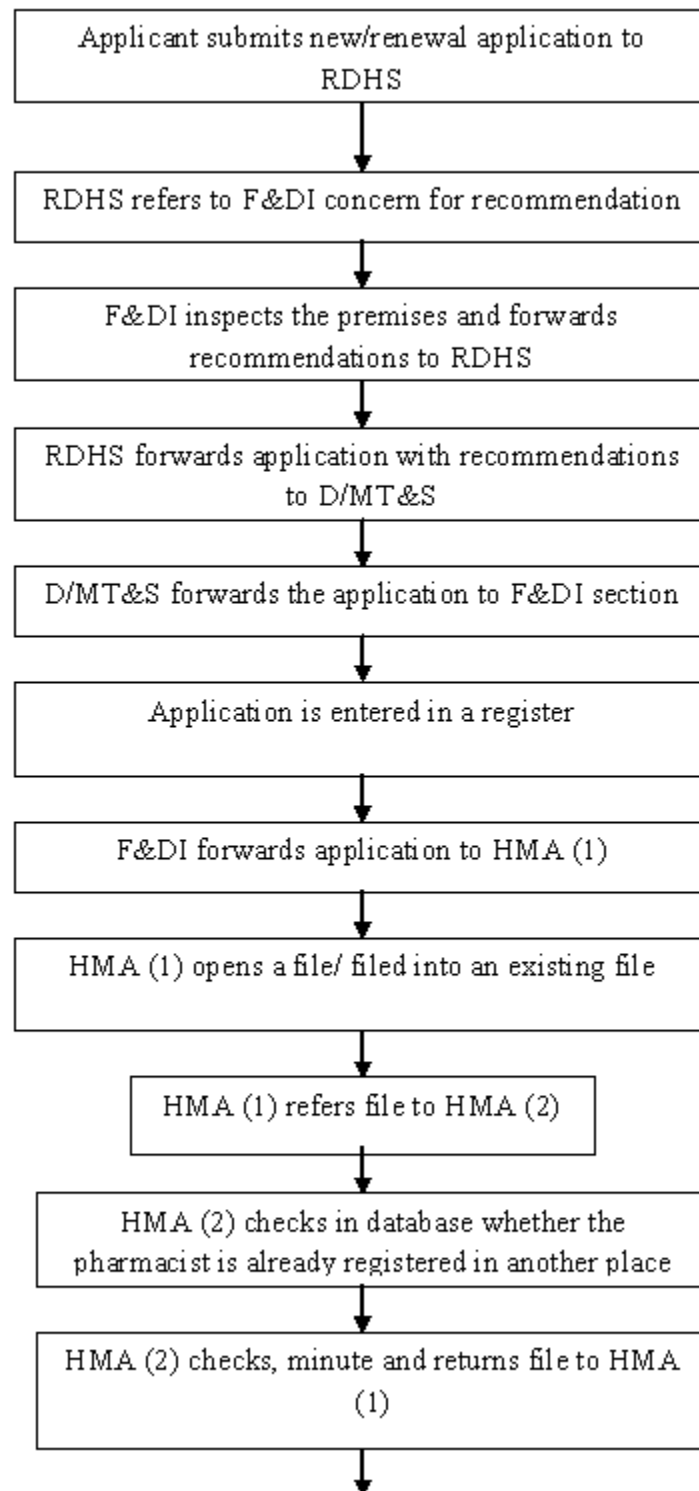 Applicant submits new/renewal application to
RDHS
RDHS refers to F&DI concern for recommendation
F&DI inspects the premises and forwards
recommendations to RDHS
RDHS forwards application with recommendations
to D/MT&S
D/MT&S forwards the application to F&DI section
Application is entered in a register
F&DI forwards application to HMA (1)
HMA (1) opens a file/ filed into an existing file
HMA (1) refers file to HMA (2)
HMA (2) checks in database whether the
pharmacist is already registered in another place
HMA (2) checks, minute and returns file to HMA
(1)